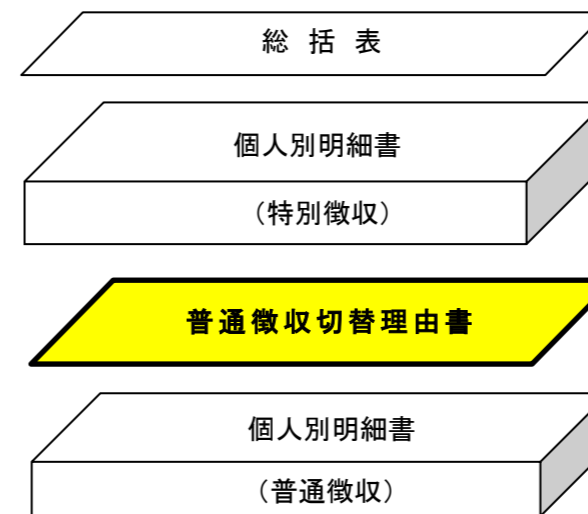 総 括 表
個人別明細書
（特別徴収）
普通徴収切替理由書
個人別明細書
（普通徴収）